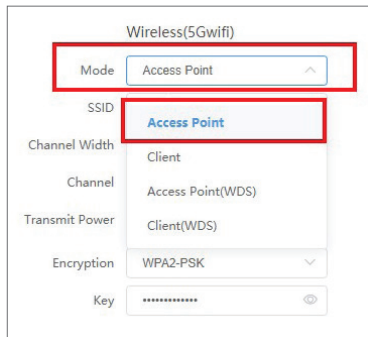 Wireless(5Gwifi)
Mode Access Point
SSID
Access Point
Channel Width
Client
Channel
Access Point(WDS)
Transmit Power
Client(WDS)
Encryption WPA2-PSK
Key •••••••••••••